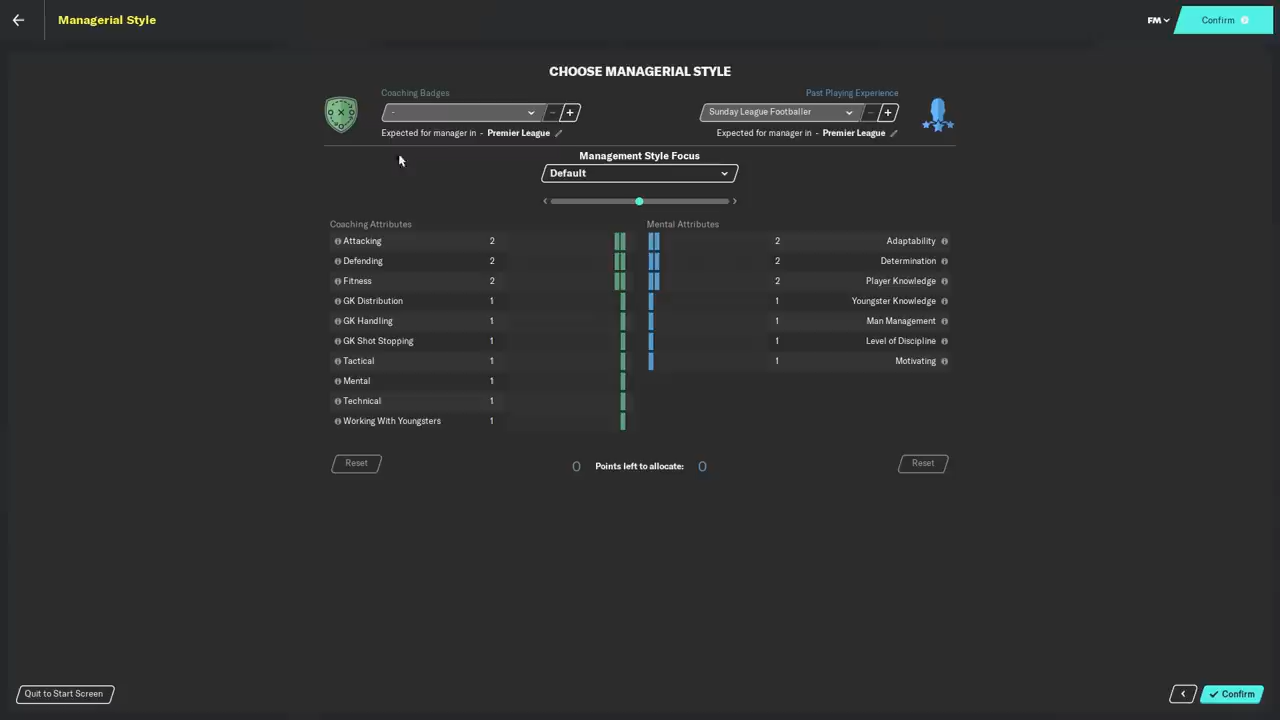 Managerial Style
FM
Confirm
CHOOSE MANAGERIAL STYLE
Coaching Badges
Past Playing Experience
-
Sunday League Footballer
Expected for manager in - Premier League
Expected for manager in - Premier League
Management Style Focus
Default
Coaching Attributes
Mental Attributes
Attacking 2
2 Adaptability
Defending 2
2 Determination
Fitness 2
2 Player Knowledge
GK Distribution 1
1 Youngster Knowledge
GK Handling 1
1 Man Management
GK Shot Stopping 1
1 Level of Discipline
Tactical 1
1 Motivating
Mental 1
Technical 1
Working With Youngsters 1
Reset
0 Points left to allocate: 0
Reset
Quit to Start Screen
Confirm